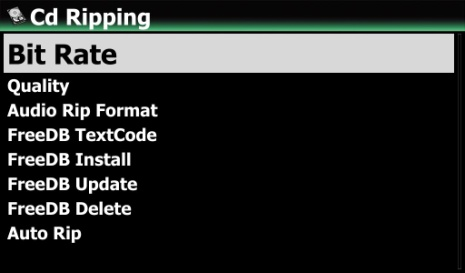 Cd Ripping
Bit Rate
Quality
Audio Rip Format
FreeDB TextCode
FreeDB Install
FreeDB Update
FreeDB Delete
Auto Rip